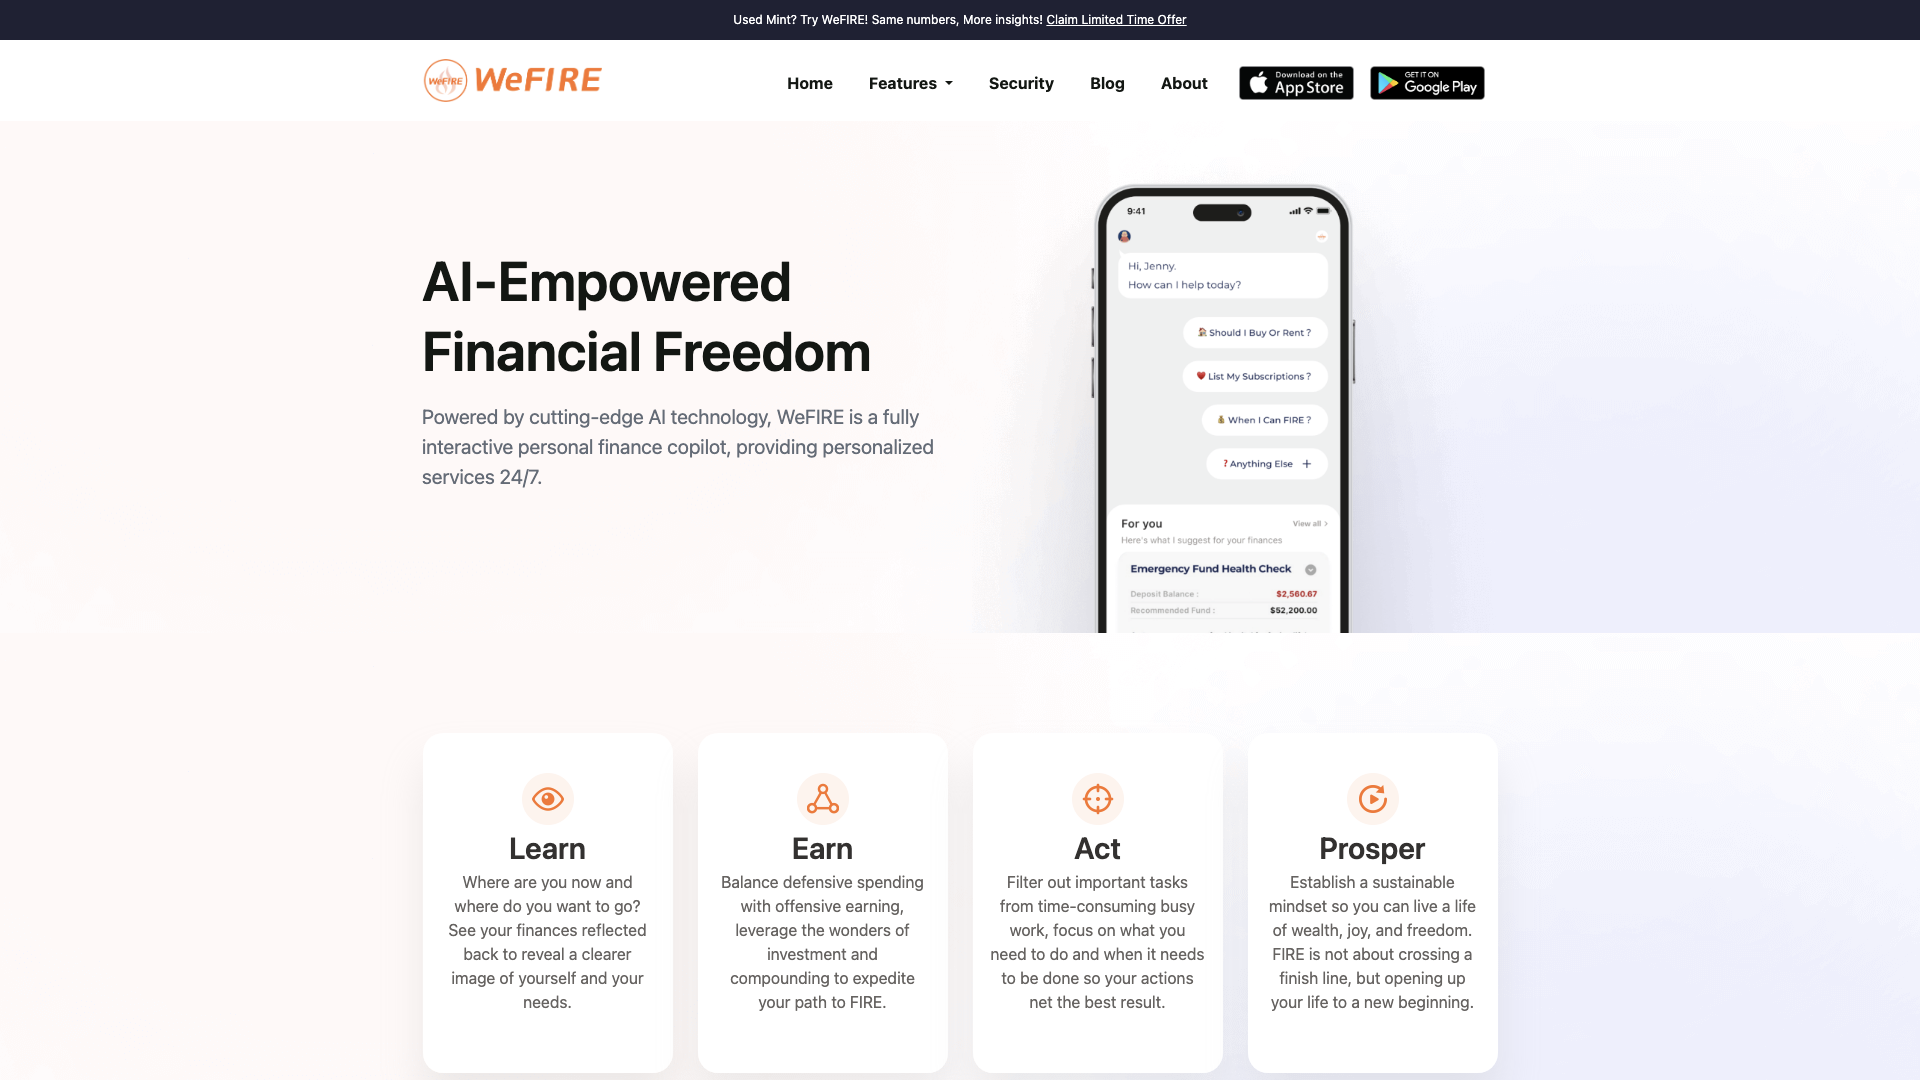 Used Mint? Try WeFIRE! Same numbers, More insights! Claim Limited Time Offer
WeFIRE WeFIRE
Home Features Security Blog About
Download on the
App Store
GET IT ON
Google Play
AI-Empowered
Financial Freedom
Powered by cutting-edge AI technology, WeFIRE is a fully
interactive personal finance copilot, providing personalized
services 24/7.
9:41
Hi, Jenny.
How can I help today?
Should I Buy Or Rent ?
List My Subscriptions ?
When I Can FIRE ?
Anything Else +
For you View all >
Here's what I suggest for your finances
Emergency Fund Health Check
Deposit Balance : $2,560.67
Recommended Fund : $52,200.00
Learn
Where are you now and
where do you want to go?
See your finances reflected
back to reveal a clearer
image of yourself and your
needs.
Earn
Balance defensive spending
with offensive earning,
leverage the wonders of
investment and
compounding to expedite
your path to FIRE.
Act
Filter out important tasks
from time-consuming busy
work, focus on what you
need to do and when it needs
to be done so your actions
net the best result.
Prosper
Establish a sustainable
mindset so you can live a life
of wealth, joy, and freedom.
FIRE is not about crossing a
finish line, but opening up
your life to a new beginning.